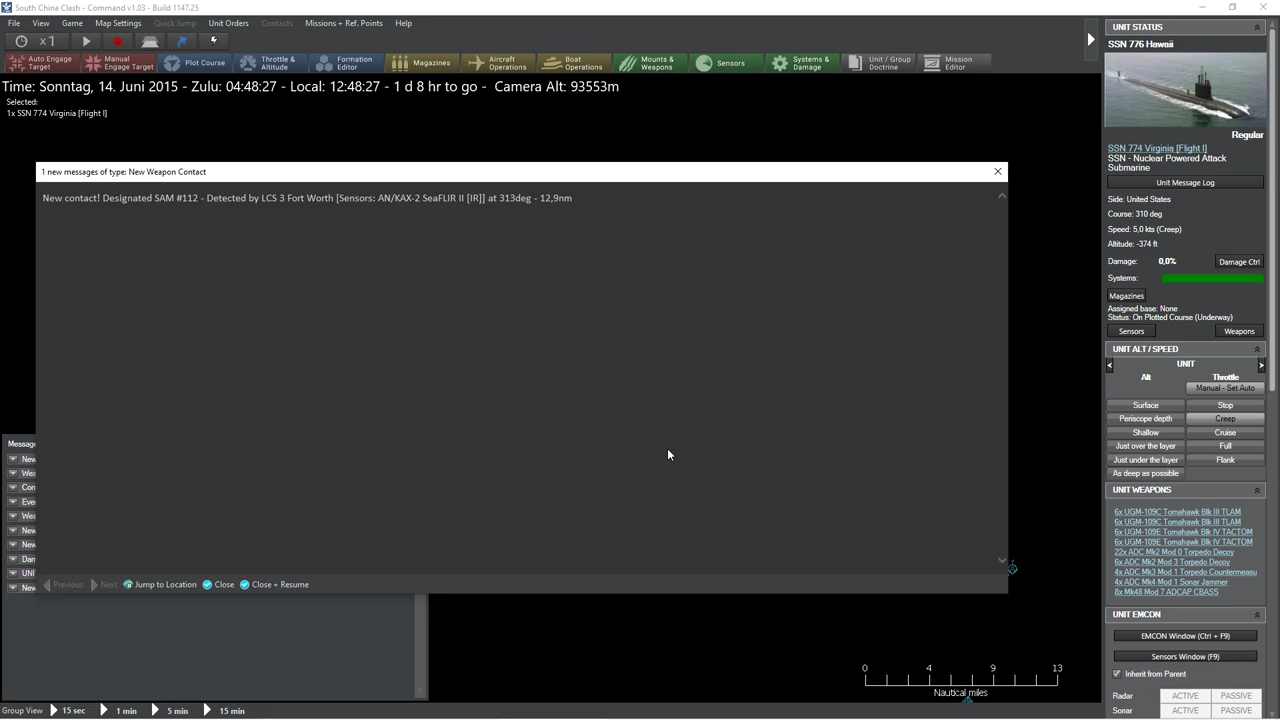 South China Clash - Command v1.03 - Build 1147.25
File View Game Map Settings Quick Jump Unit Orders Contacts Missions + Ref. Points Help
x1
Auto Engage Target
Manual Engage Target
Plot Course
Throttle & Altitude
Formation Editor
Magazines
Aircraft Operations
Boat Operations
Mounts & Weapons
Sensors
Systems & Damage
Unit / Group Doctrine
Mission Editor
Time: Sonntag, 14. Juni 2015 - Zulu: 04:48:27 - Local: 12:48:27 - 1 d 8 hr to go - Camera Alt: 93553m
Selected:
1x SSN 774 Virginia [Flight I]
1 new messages of type: New Weapon Contact
New contact! Designated SAM #112 - Detected by LCS 3 Fort Worth [Sensors: AN/KAX-2 SeaFLIR II [IR]] at 313deg - 12,9nm
Previous Next Jump to Location Close Close + Resume
Message
New
Wea
Con
Eve
Wea
New
New
Dam
UNI
New
0 4 9 13
Nautical miles
Group View 15 sec 1 min 5 min 15 min
UNIT STATUS
SSN 776 Hawaii
Regular
SSN 774 Virginia [Flight I]
SSN - Nuclear Powered Attack
Submarine
Unit Message Log
Side: United States
Course: 310 deg
Speed: 5,0 kts (Creep)
Altitude: -374 ft
Damage: 0,0% Damage Ctrl
Systems:
Magazines
Assigned base: None
Status: On Plotted Course (Underway)
Sensors Weapons
UNIT ALT / SPEED
UNIT
Alt Throttle
Manual - Set Auto
Surface Stop
Periscope depth Creep
Shallow Cruise
Just over the layer Full
Just under the layer Flank
As deep as possible
UNIT WEAPONS
6x UGM-109C Tomahawk Blk III TLAM
6x UGM-109C Tomahawk Blk III TLAM
6x UGM-109E Tomahawk Blk IV TACTOM
6x UGM-109E Tomahawk Blk IV TACTOM
22x ADC Mk2 Mod 0 Torpedo Decoy
6x ADC Mk2 Mod 3 Torpedo Decoy
4x ADC Mk3 Mod 1 Torpedo Countermeasu
4x ADC Mk4 Mod 1 Sonar Jammer
8x Mk48 Mod 7 ADCAP CBASS
UNIT EMCON
EMCON Window (Ctrl + F9)
Sensors Window (F9)
Inherit from Parent
Radar ACTIVE PASSIVE
Sonar ACTIVE PASSIVE